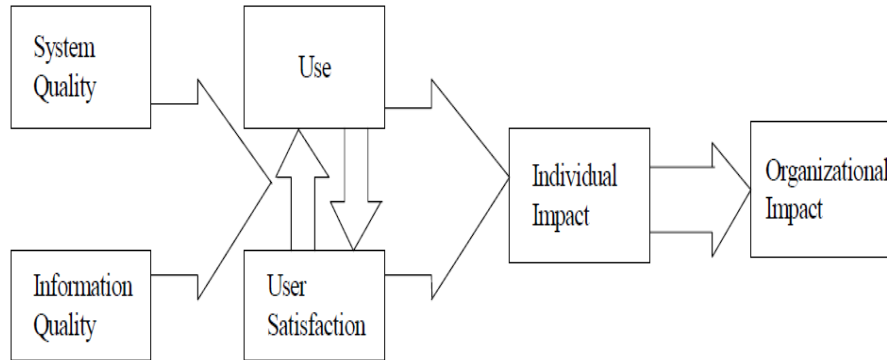 System
Quality
Use
Individual
Impact
Organizational
Impact
Information
Quality
User
Satisfaction